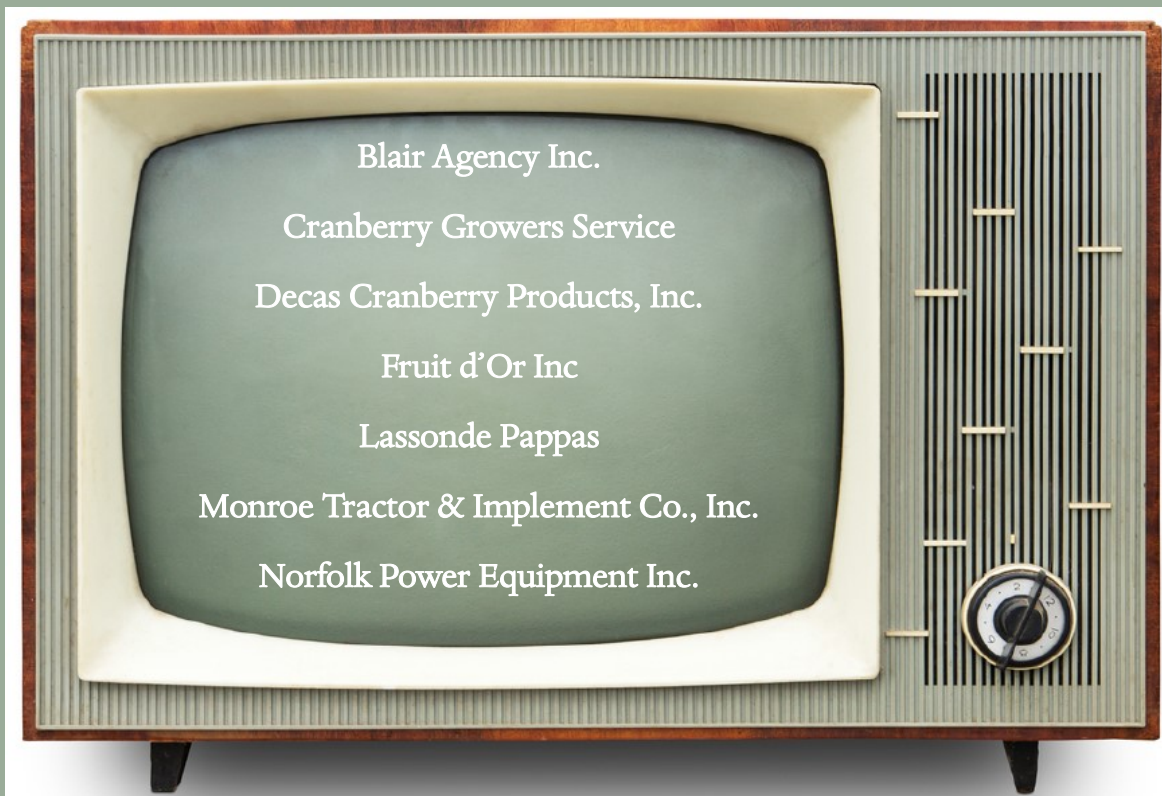 Blair Agency Inc.
Cranberry Growers Service
Decas Cranberry Products, Inc.
Fruit d’Or Inc
Lassonde Pappas
Monroe Tractor & Implement Co., Inc.
Norfolk Power Equipment Inc.